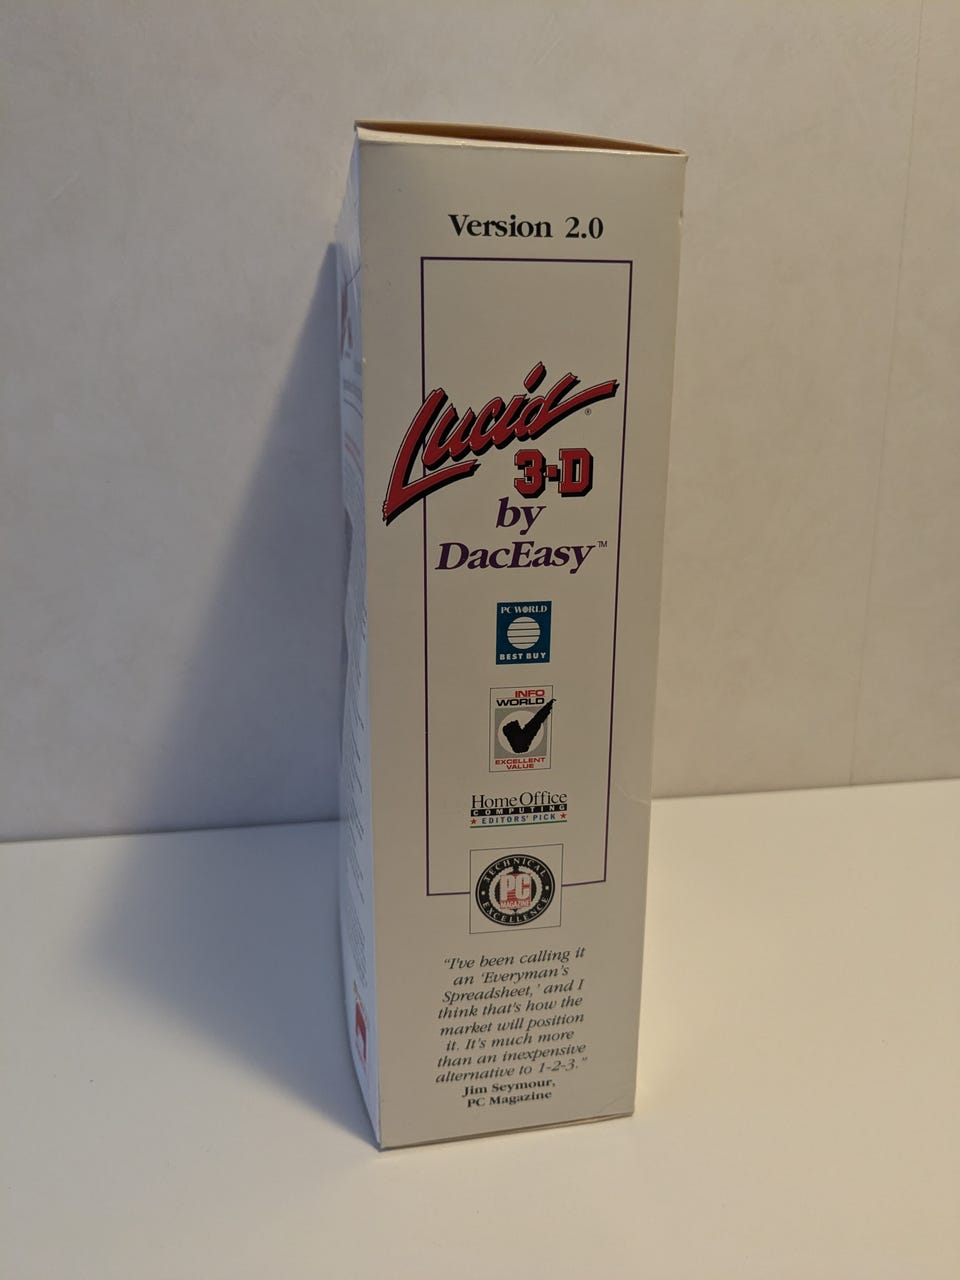 Version 2.0
Lucid®
3-D
by
DacEasy™
PC WORLD
BEST BUY
INFO
WORLD
EXCELLENT
VALUE
HomeOffice
COMPUTING
★ EDITORS' PICK ★
TECHNICAL
PC
MAGAZINE
EXCELLENCE
"I've been calling it
an 'Everyman's
Spreadsheet,' and I
think that's how the
market will position
it. It's much more
than an inexpensive
alternative to 1-2-3."
Jim Seymour,
PC Magazine